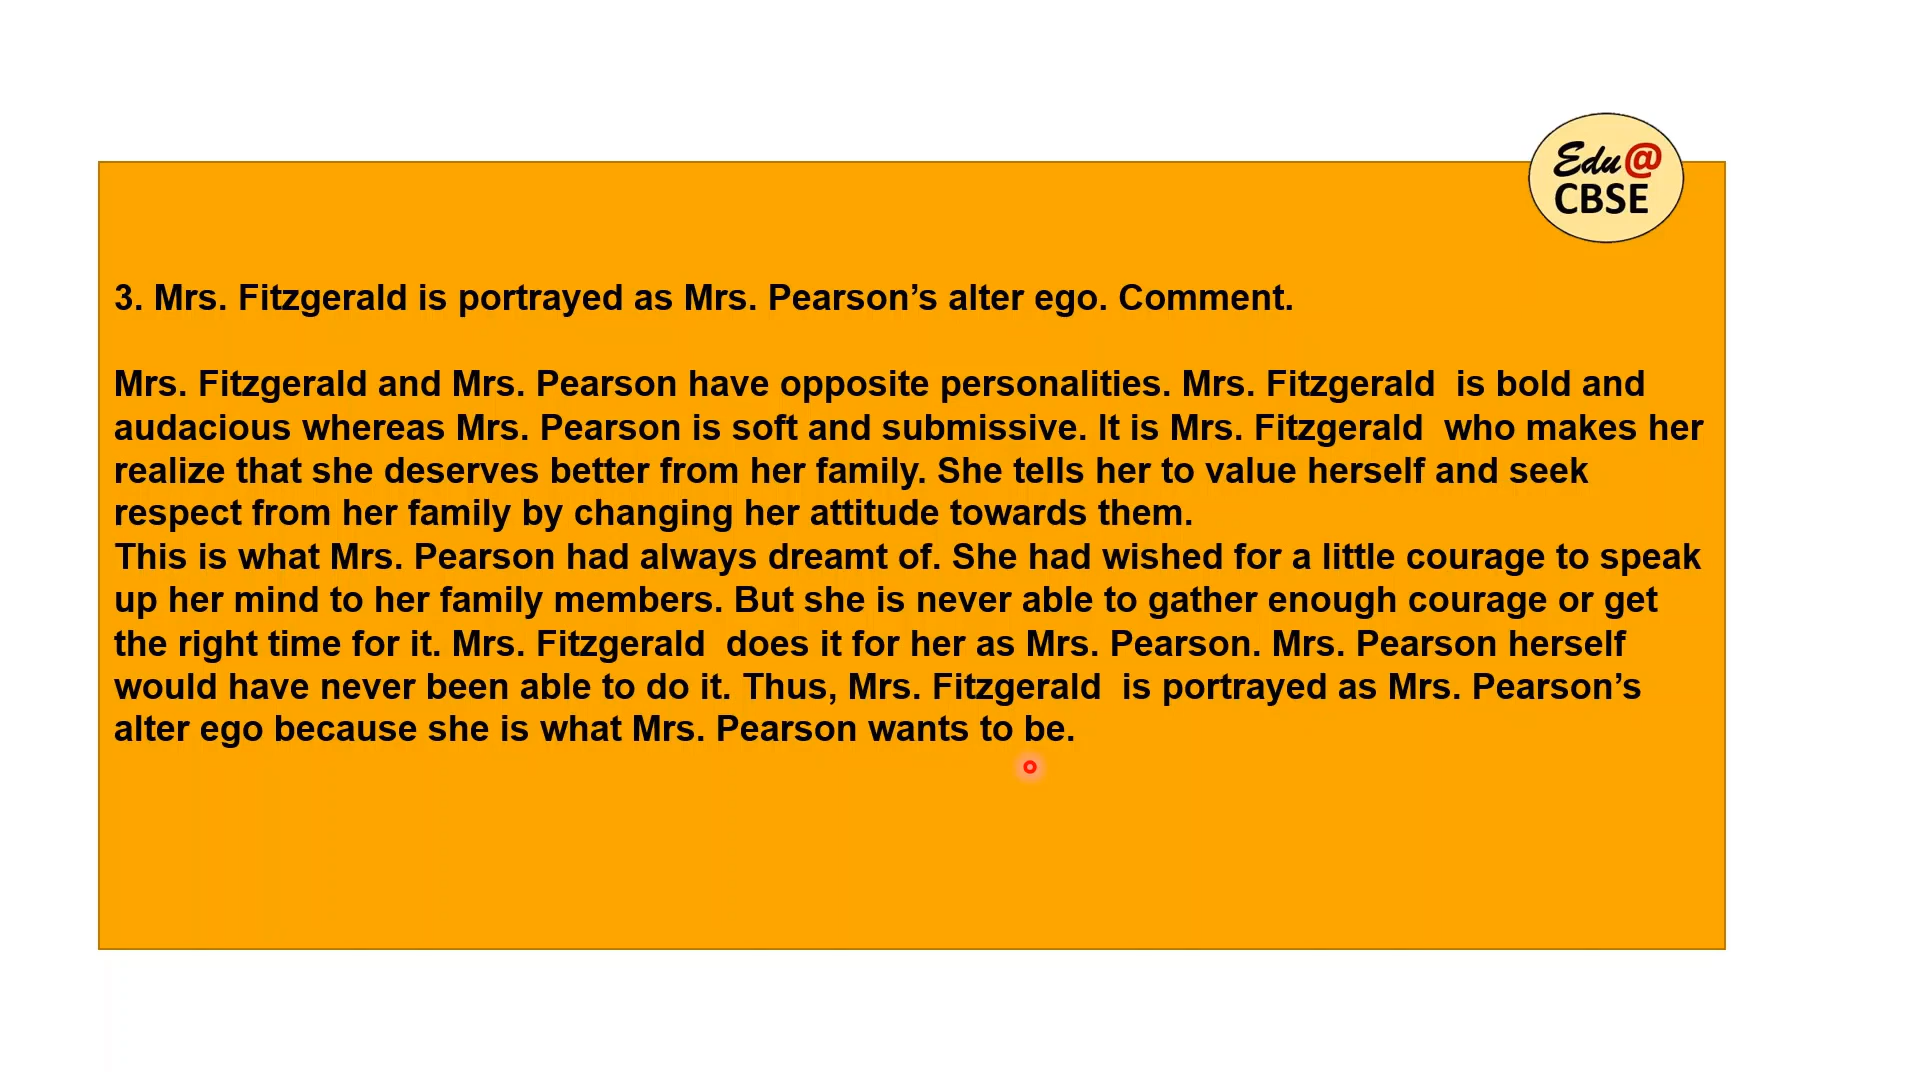 Edu@
CBSE
3. Mrs. Fitzgerald is portrayed as Mrs. Pearson’s alter ego. Comment.
Mrs. Fitzgerald and Mrs. Pearson have opposite personalities. Mrs. Fitzgerald  is bold and
audacious whereas Mrs. Pearson is soft and submissive. It is Mrs. Fitzgerald  who makes her
realize that she deserves better from her family. She tells her to value herself and seek
respect from her family by changing her attitude towards them.
This is what Mrs. Pearson had always dreamt of. She had wished for a little courage to speak
up her mind to her family members. But she is never able to gather enough courage or get
the right time for it. Mrs. Fitzgerald  does it for her as Mrs. Pearson. Mrs. Pearson herself
would have never been able to do it. Thus, Mrs. Fitzgerald  is portrayed as Mrs. Pearson’s
alter ego because she is what Mrs. Pearson wants to be.